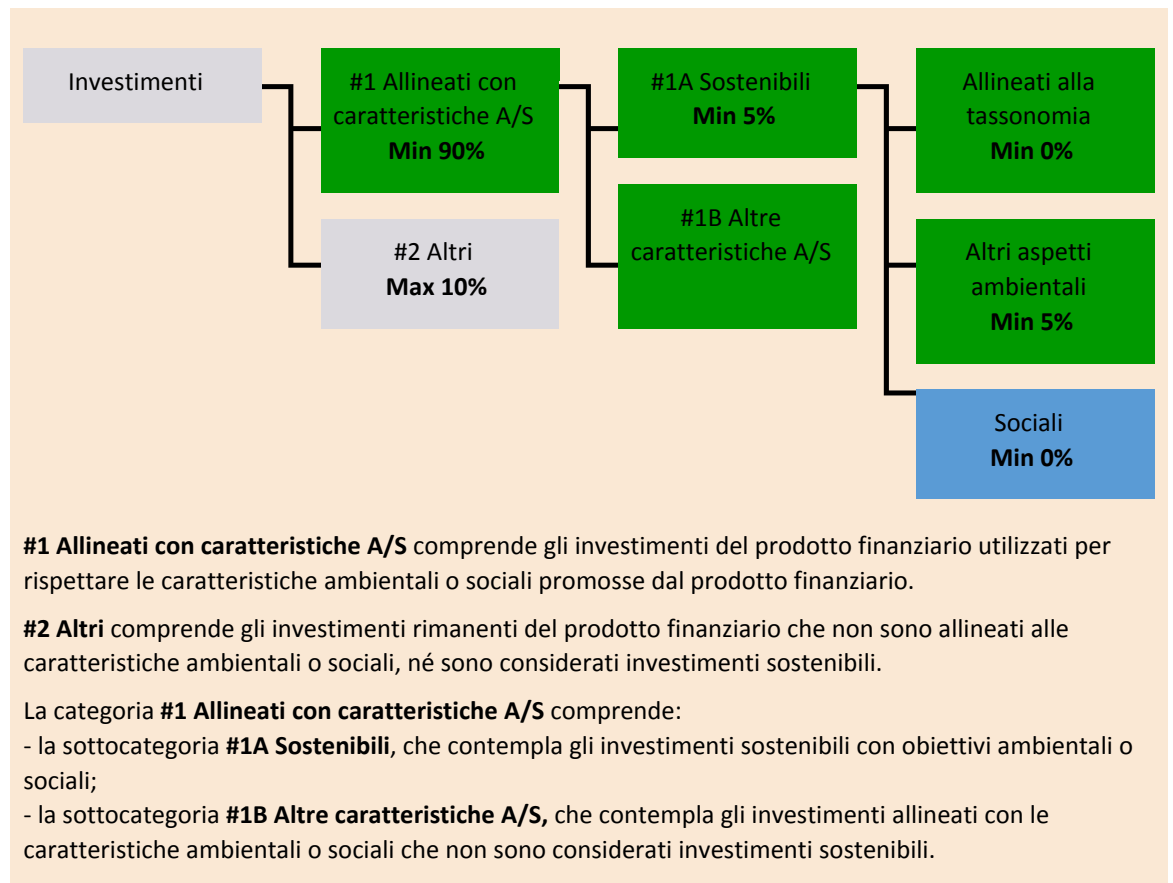 Investimenti
#1 Allineati con
caratteristiche A/S
Min 90%
#2 Altri
Max 10%
#1A Sostenibili
Min 5%
#1B Altre
caratteristiche A/S
Allineati alla
tassonomia
Min 0%
Altri aspetti
ambientali
Min 5%
Sociali
Min 0%
#1 Allineati con caratteristiche A/S comprende gli investimenti del prodotto finanziario utilizzati per
rispettare le caratteristiche ambientali o sociali promosse dal prodotto finanziario.
#2 Altri comprende gli investimenti rimanenti del prodotto finanziario che non sono allineati alle
caratteristiche ambientali o sociali, né sono considerati investimenti sostenibili.
La categoria #1 Allineati con caratteristiche A/S comprende:
- la sottocategoria #1A Sostenibili, che contempla gli investimenti sostenibili con obiettivi ambientali o
sociali;
- la sottocategoria #1B Altre caratteristiche A/S, che contempla gli investimenti allineati con le
caratteristiche ambientali o sociali che non sono considerati investimenti sostenibili.